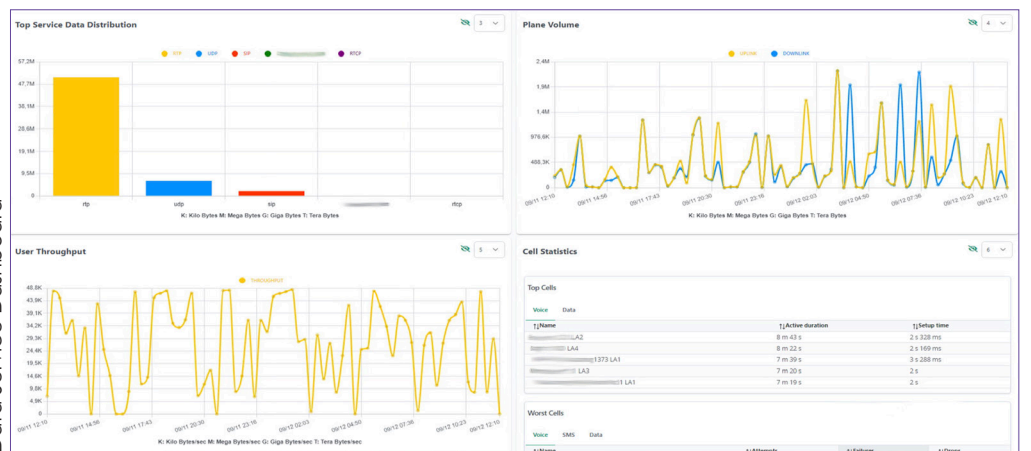 Top Service Data Distribution
3
RTP UDP SIP RTCP
57,2M
47,7M
38,1M
28,6M
19,1M
9,5M
0
rtp udp sip rtcp
K: Kilo Bytes M: Mega Bytes G: Giga Bytes T: Tera Bytes
Plane Volume
4
UPLINK DOWNLINK
2,4M
1,9M
1,4M
976,6K
488,3K
0
09/11 12:10 09/11 14:56 09/11 17:43 09/11 20:30 09/11 23:16 09/12 02:03 09/12 04:50 09/12 07:36 09/12 10:23 09/12 12:10
K: Kilo Bytes M: Mega Bytes G: Giga Bytes T: Tera Bytes
User Throughput
5
THROUGHPUT
48,8K
43,9K
39,1K
34,2K
29,3K
24,4K
19,5K
14,6K
9,8K
4,9K
0
09/11 12:10 09/11 14:56 09/11 17:43 09/11 20:30 09/11 23:16 09/12 02:03 09/12 04:50 09/12 07:36 09/12 10:23 09/12 12:10
K: Kilo Bytes/sec M: Mega Bytes/sec G: Giga Bytes/sec T: Tera Bytes/sec
Cell Statistics
6
Top Cells
Voice Data
Name Active duration Setup time
LA2 8 m 43 s 2 s 328 ms
LA4 8 m 22 s 2 s 169 ms
1373 LA1 7 m 39 s 3 s 288 ms
LA3 7 m 20 s 2 s
1 LA1 7 m 19 s 2 s
Worst Cells
Voice SMS Data
Name Attempts Failures Drops